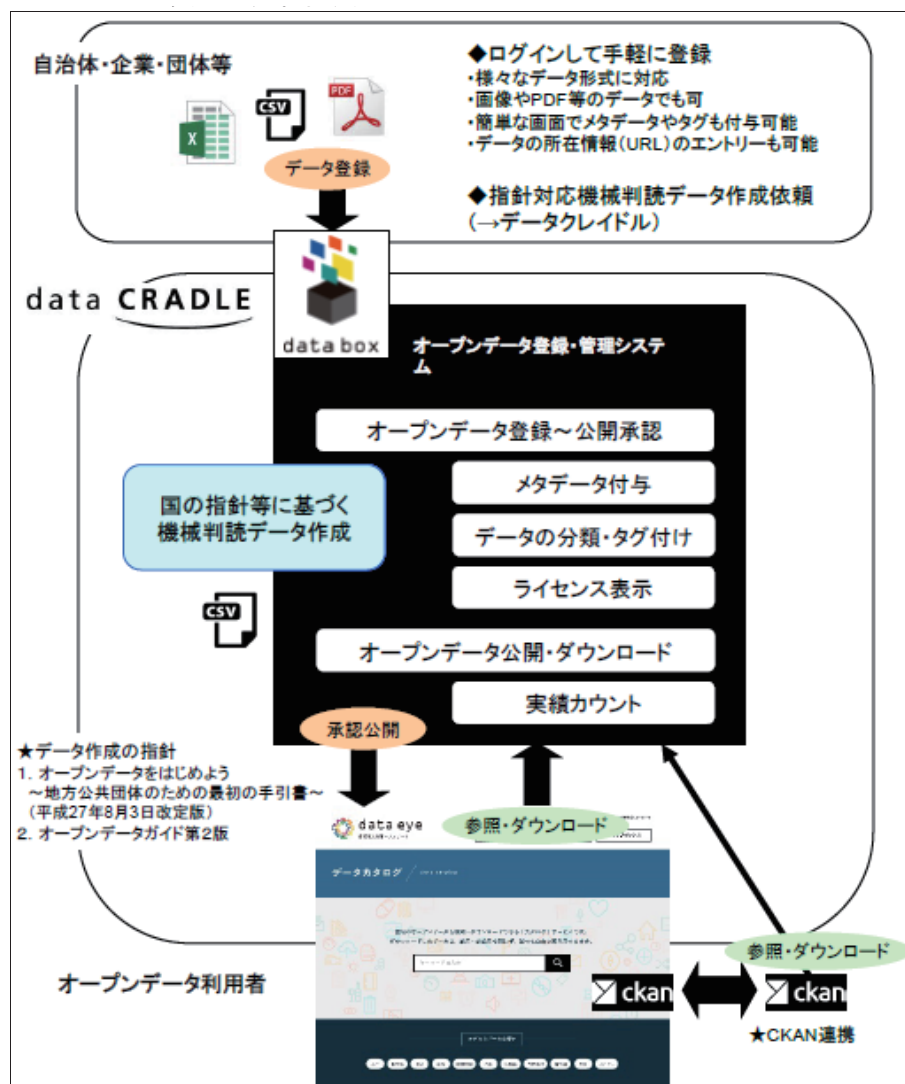 自治体・企業・団体等
◆ログインして手軽に登録
・様々なデータ形式に対応
・画像やPDF等のデータでも可
・簡単な画面でメタデータやタグも付与可能
・データの所在情報(URL)のエントリーも可能
◆指針対応機械判読データ作成依頼
(→データクレイドル)
X
CSV
PDF
データ登録
data CRADLE
data box
オープンデータ登録・管理システ
ム
オープンデータ登録～公開承認
メタデータ付与
データの分類・タグ付け
ライセンス表示
オープンデータ公開・ダウンロード
実績カウント
国の指針等に基づく
機械判読データ作成
CSV
承認公開
★データ作成の指針
1. オープンデータをはじめよう
～地方公共団体のための最初の手引書～
(平成27年8月3日改定版)
2. オープンデータガイド第2版
data eye
参照・ダウンロード
データカタログ
オープンデータ利用者
参照・ダウンロード
ckan
ckan
★CKAN連携